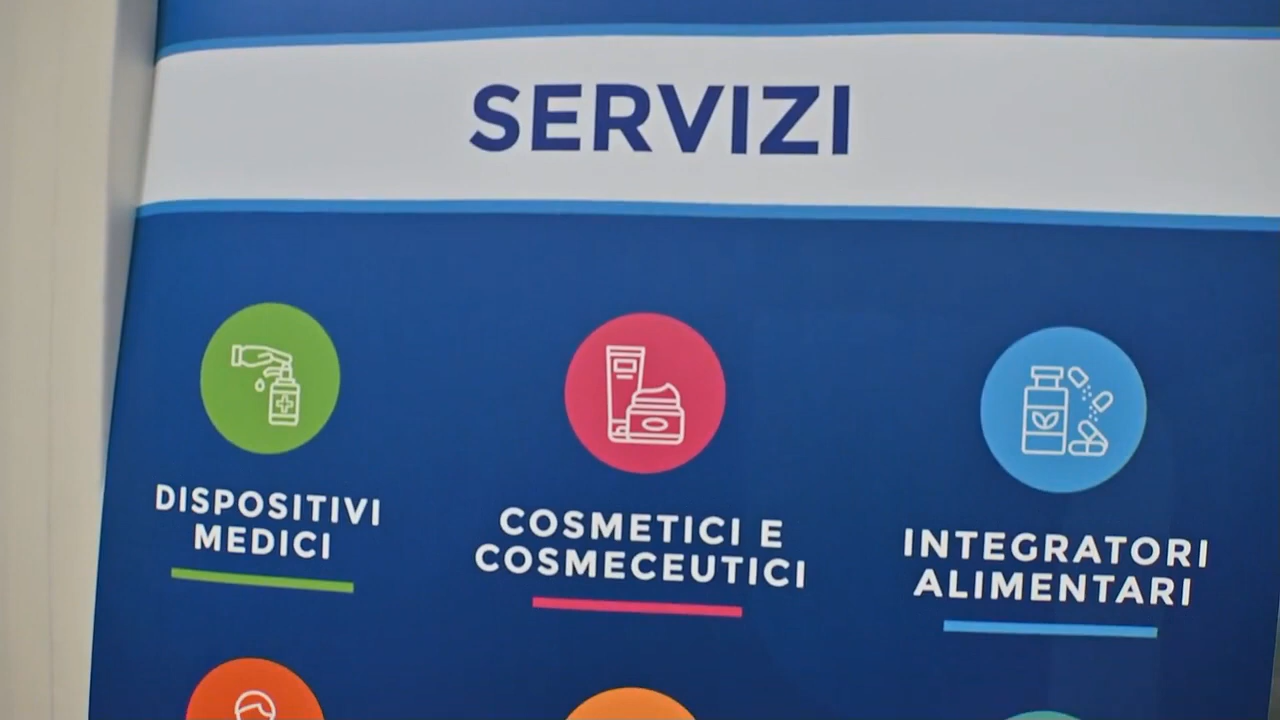 SERVIZI
DISPOSITIVI
MEDICI
COSMETICI E
COSMECEUTICI
INTEGRATORI
ALIMENTARI